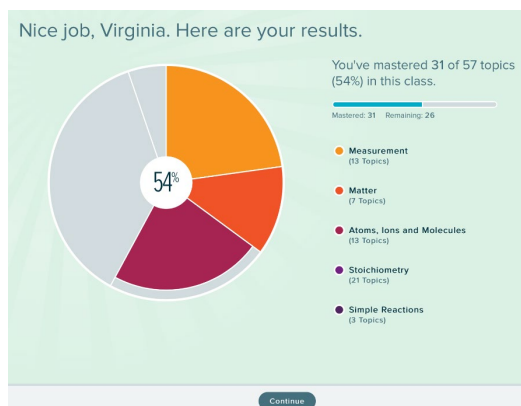 Nice job, Virginia. Here are your results.
You've mastered 31 of 57 topics
(54%) in this class.
Mastered: 31 Remaining: 26
54%
Measurement
(13 Topics)
Matter
(7 Topics)
Atoms, Ions and Molecules
(13 Topics)
Stoichiometry
(21 Topics)
Simple Reactions
(3 Topics)
Continue